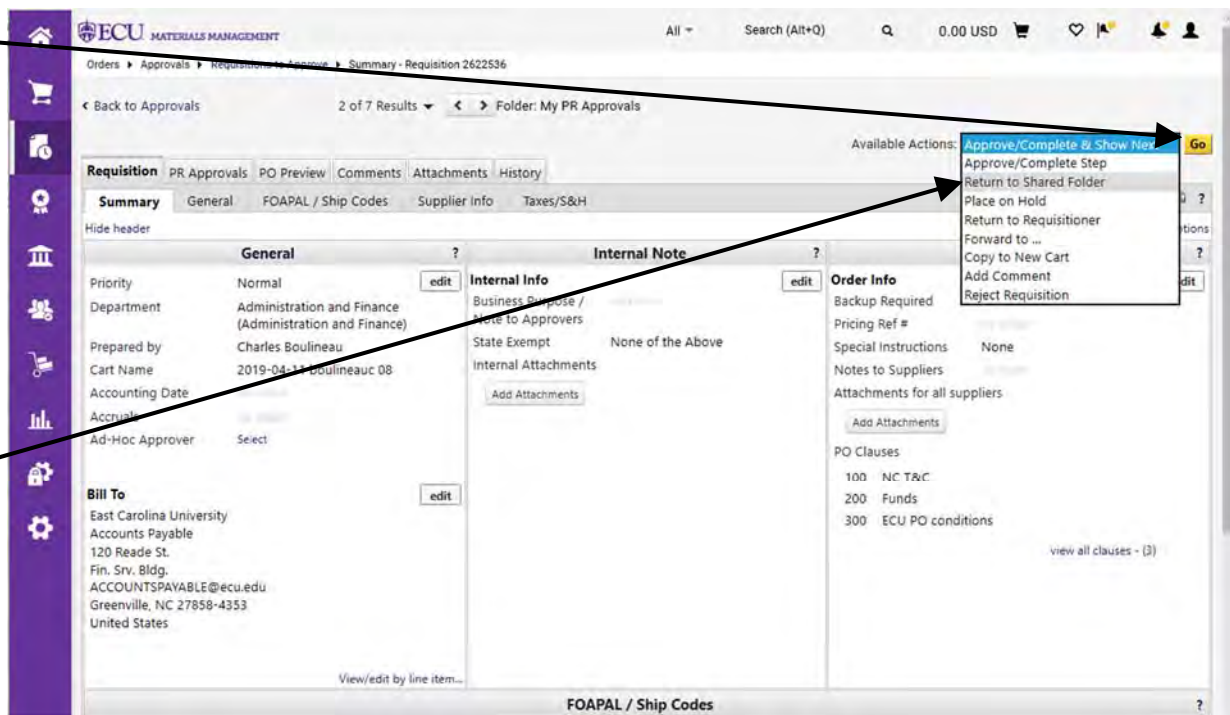 ECU MATERIALS MANAGEMENT
All
Search (Alt+Q)
0.00 USD
Orders Approvals Requisitions to Approve Summary - Requisition 2622536
Back to Approvals
2 of 7 Results
Folder: My PR Approvals
Available Actions:
Approve/Complete & Show Next
Go
Approve/Complete Step
Return to Shared Folder
Place on Hold
Return to Requisitioner
Forward to ...
Copy to New Cart
Add Comment
Reject Requisition
Requisition PR Approvals PO Preview Comments Attachments History
Summary General FOAPAL / Ship Codes Supplier Info Taxes/S&H
?
Hide header
General ?
Priority Normal
edit
Department Administration and Finance
(Administration and Finance)
Prepared by Charles Boulineau
Cart Name 2019-04-11 boulineauc 08
Accounting Date
Accruals
Ad-Hoc Approver Select
Bill To
edit
East Carolina University
Accounts Payable
120 Reade St.
Fin. Srv. Bldg.
ACCOUNTSPAYABLE@ecu.edu
Greenville, NC 27858-4353
United States
View/edit by line item...
Internal Note ?
Internal Info
edit
Business Purpose /
Note to Approvers
State Exempt None of the Above
Internal Attachments
Add Attachments
?
Order Info
edit
Backup Required
Pricing Ref #
Special Instructions None
Notes to Suppliers
Attachments for all suppliers
Add Attachments
PO Clauses
100 NC T&C
200 Funds
300 ECU PO conditions
view all clauses - (3)
FOAPAL / Ship Codes ?